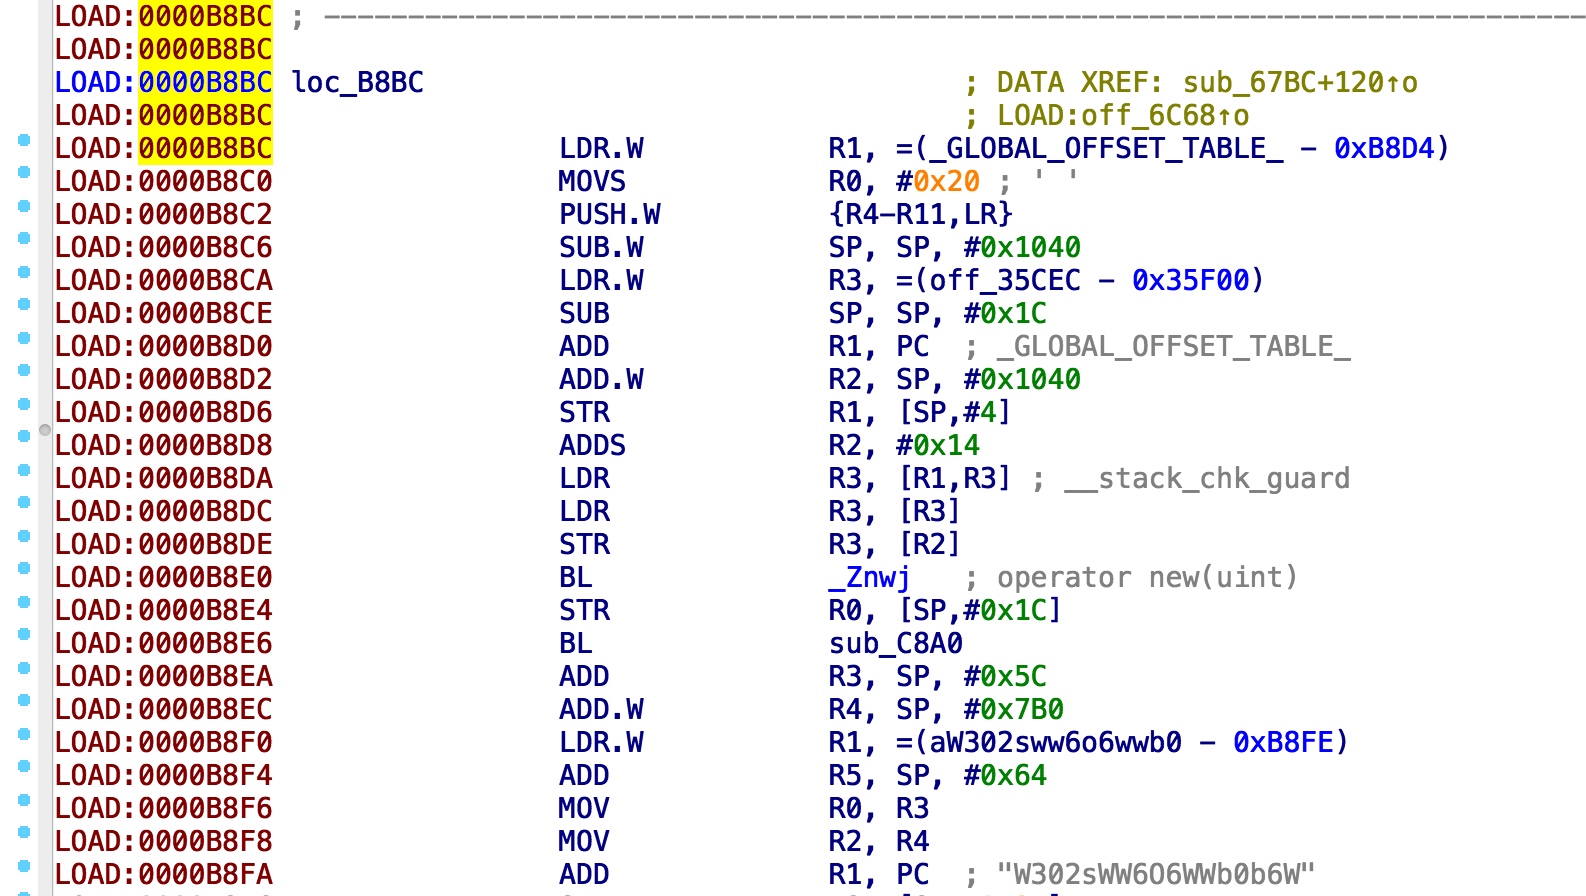 LOAD:0000B8BC ; ---------------------------------------------------------------------------
LOAD:0000B8BC
LOAD:0000B8BC loc_B8BC ; DATA XREF: sub_67BC+120↑o
LOAD:0000B8BC ; LOAD:off_6C68↑o
LOAD:0000B8BC LDR.W R1, =(_GLOBAL_OFFSET_TABLE_ - 0xB8D4)
LOAD:0000B8C0 MOVS R0, #0x20 ; ' '
LOAD:0000B8C2 PUSH.W {R4-R11,LR}
LOAD:0000B8C6 SUB.W SP, SP, #0x1040
LOAD:0000B8CA LDR.W R3, =(off_35CEC - 0x35F00)
LOAD:0000B8CE SUB SP, SP, #0x1C
LOAD:0000B8D0 ADD R1, PC ; _GLOBAL_OFFSET_TABLE_
LOAD:0000B8D2 ADD.W R2, SP, #0x1040
LOAD:0000B8D6 STR R1, [SP,#4]
LOAD:0000B8D8 ADDS R2, #0x14
LOAD:0000B8DA LDR R3, [R1,R3] ; __stack_chk_guard
LOAD:0000B8DC LDR R3, [R3]
LOAD:0000B8DE STR R3, [R2]
LOAD:0000B8E0 BL _Znwj ; operator new(uint)
LOAD:0000B8E4 STR R0, [SP,#0x1C]
LOAD:0000B8E6 BL sub_C8A0
LOAD:0000B8EA ADD R3, SP, #0x5C
LOAD:0000B8EC ADD.W R4, SP, #0x7B0
LOAD:0000B8F0 LDR.W R1, =(aW302sww6o6wwb0 - 0xB8FE)
LOAD:0000B8F4 ADD R5, SP, #0x64
LOAD:0000B8F6 MOV R0, R3
LOAD:0000B8F8 MOV R2, R4
LOAD:0000B8FA ADD R1, PC ; "W302sWW6O6WWb0b6W"